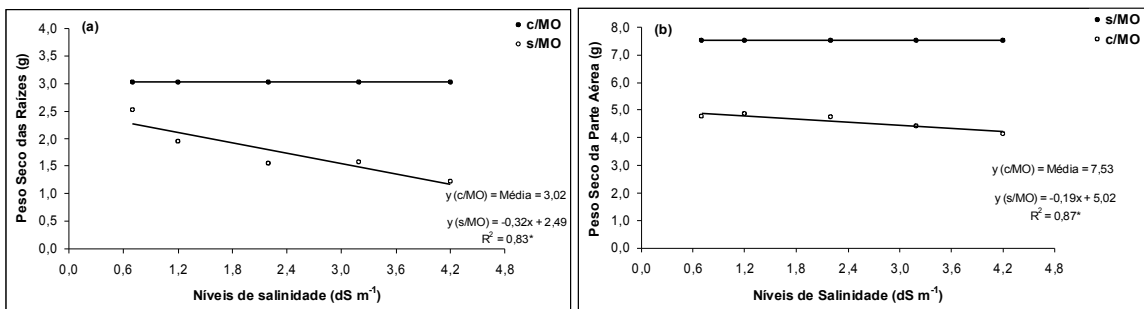 (a)
c/MO
s/MO
Peso Seco das Raízes (g)
4,0
3,5
3,0
2,5
2,0
1,5
1,0
0,5
0,0
y (c/MO) = Média = 3,02
y (s/MO) = -0,32x + 2,49
R² = 0,83*
0,0 0,6 1,2 1,8 2,4 3,0 3,6 4,2 4,8
Níveis de salinidade (dS m⁻¹)
(b)
s/MO
c/MO
Peso Seco da Parte Aérea (g)
8,0
7,0
6,0
5,0
4,0
3,0
2,0
1,0
0,0
y (c/MO) = Média = 7,53
y (s/MO) = -0,19x + 5,02
R² = 0,87*
0,0 0,6 1,2 1,8 2,4 3,0 3,6 4,2 4,8
Níveis de Salinidade (dS m⁻¹)